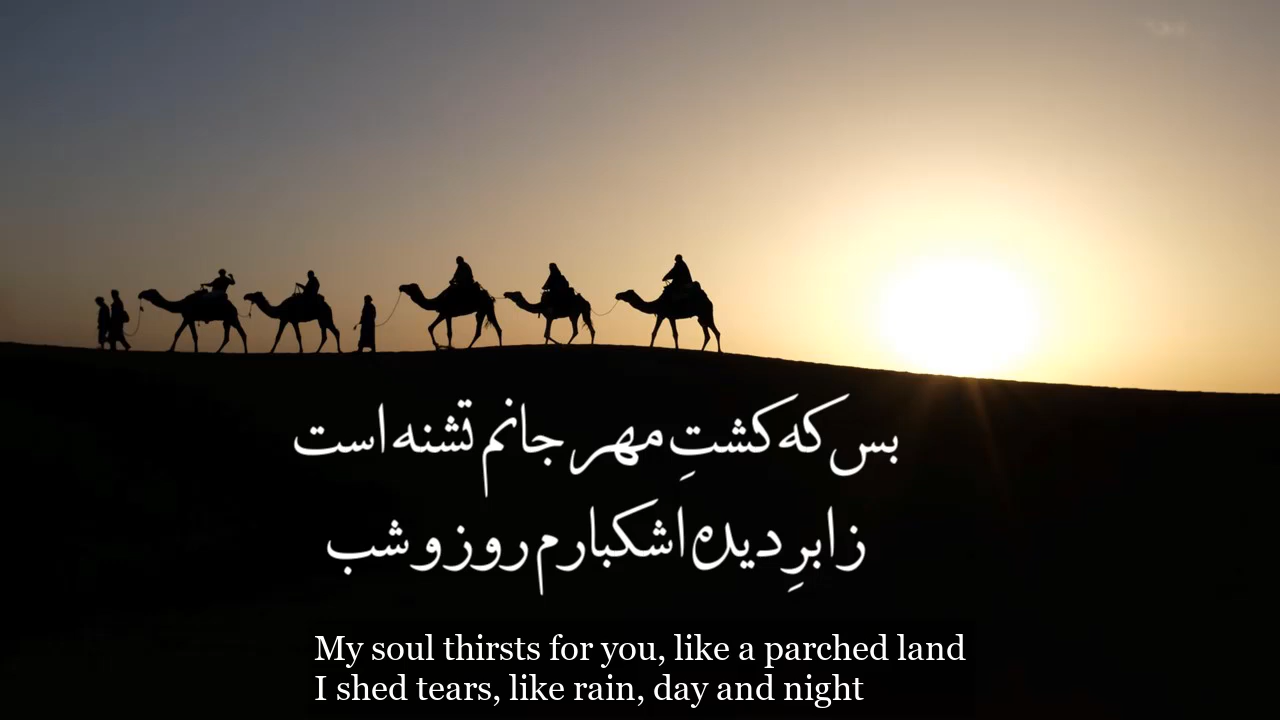 بس که کشتِ مهر جانم تشنه است
ز ابرِ دیده اشکبارم روز و شب
My soul thirsts for you, like a parched land
I shed tears, like rain, day and night